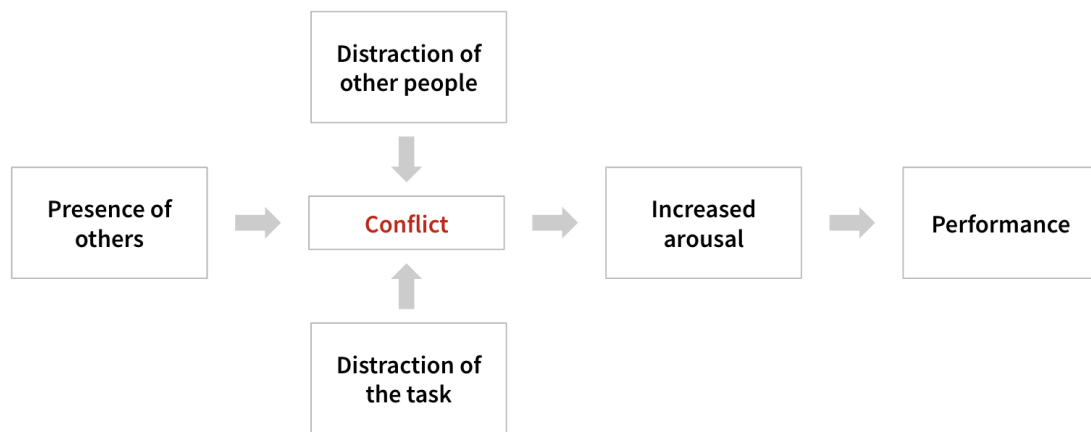 Distraction of
other people
Presence of
others
Conflict
Increased
arousal
Performance
Distraction of
the task